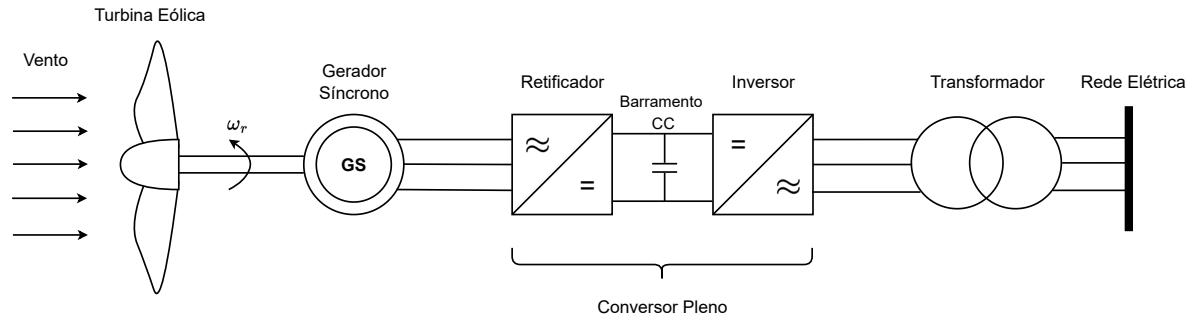 Turbina Eólica
Vento
ω_r
Gerador
Síncrono
GS
Retificador
≈
=
Barramento
CC
Inversor
=
≈
Transformador
Rede Elétrica
Conversor Pleno